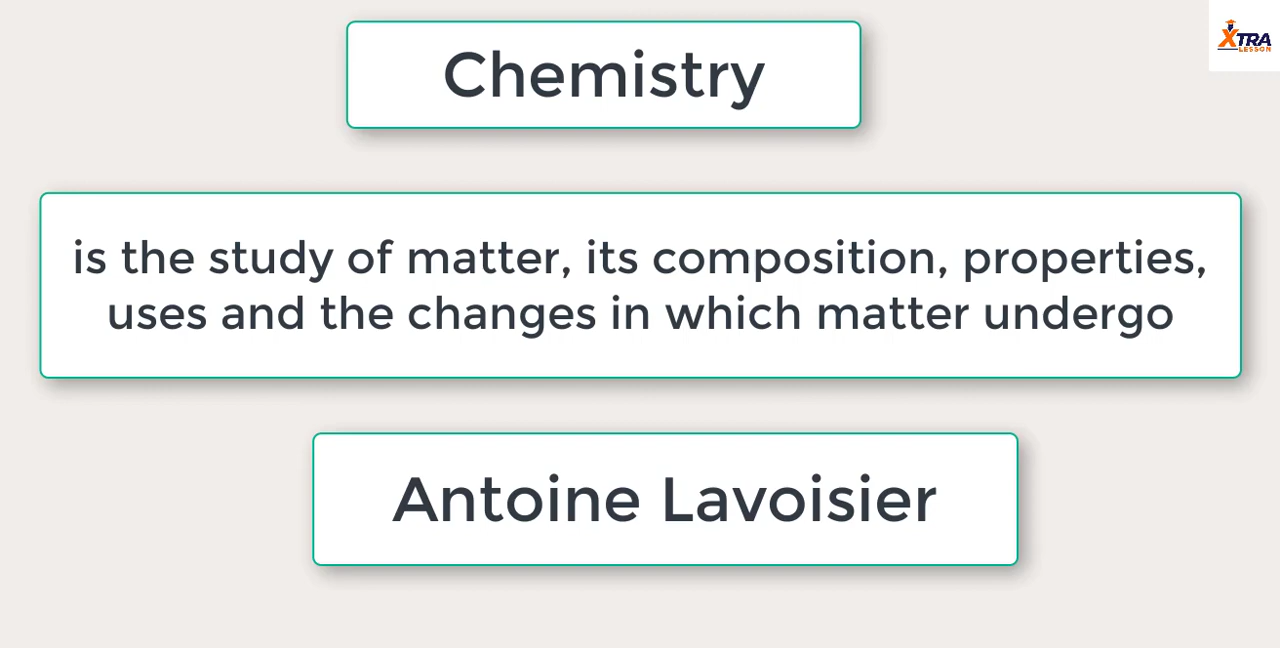 XTRA
LESSON
Chemistry
is the study of matter, its composition, properties,
uses and the changes in which matter undergo
Antoine Lavoisier